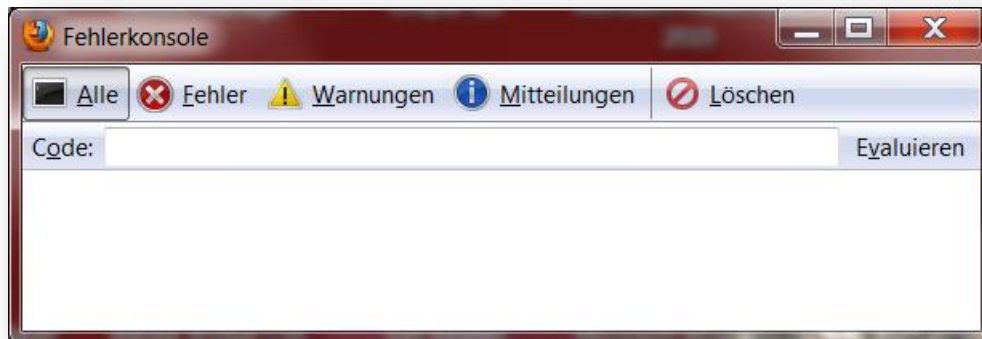 Fehlerkonsole
Alle Fehler Warnungen Mitteilungen Löschen
Code: Evaluieren